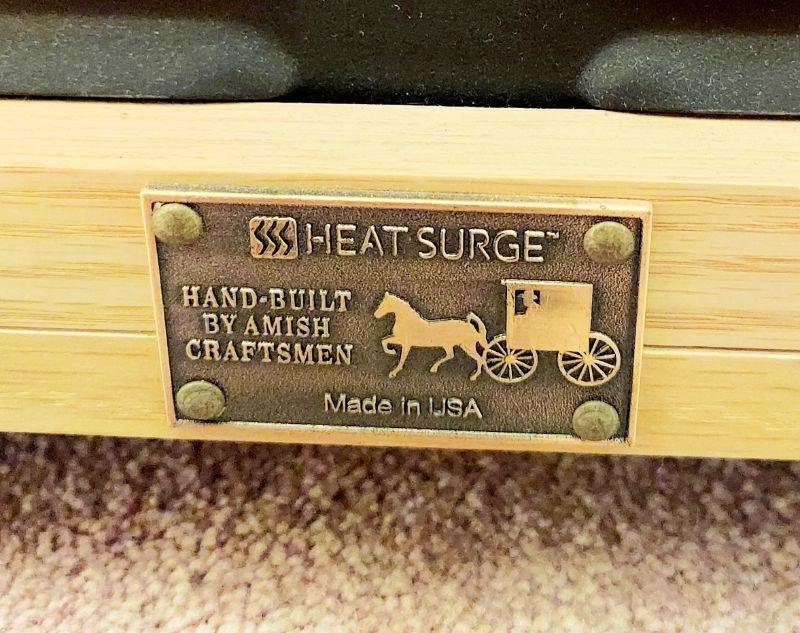 HEAT SURGE™
HAND-BUILT
BY AMISH
CRAFTSMEN
Made in USA